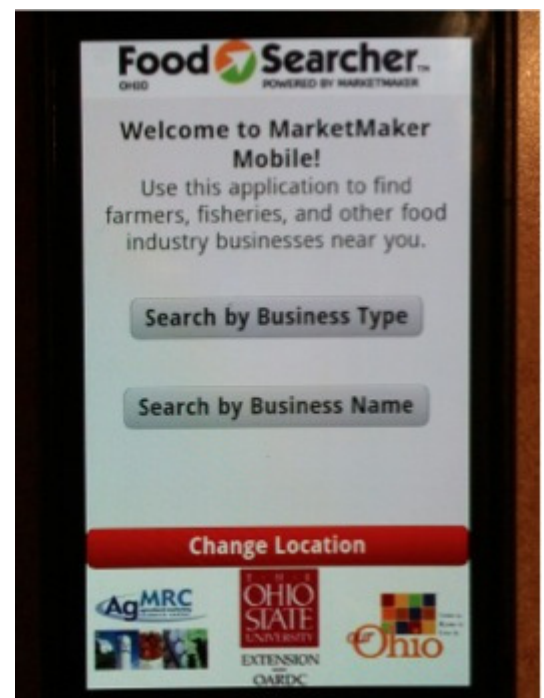 Food Searcher™
OHIO
POWERED BY MARKETMAKER
Welcome to MarketMaker
Mobile!
Use this application to find
farmers, fisheries, and other food
industry businesses near you.
Search by Business Type
Search by Business Name
Change Location
AgMRC
THE
OHIO
STATE
UNIVERSITY
EXTENSION
OARDC
our
Ohio